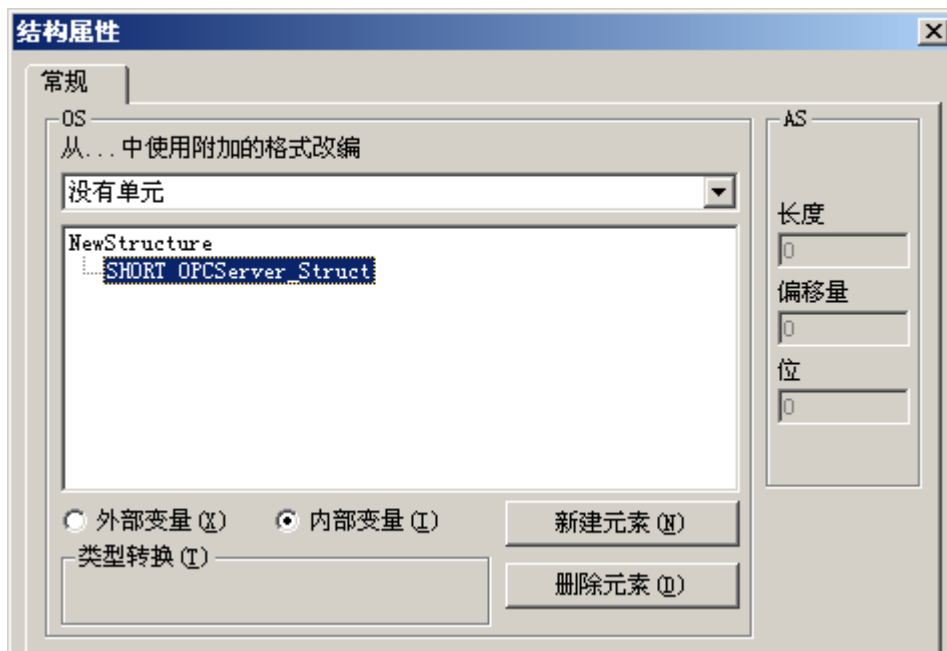 结构属性
常规
OS
从...中使用附加的格式改编
没有单元
NewStructure
SHORT OPCServer_Struct
外部变量(X)
内部变量(I)
新建元素(N)
类型转换(T)
删除元素(D)
AS
长度
0
偏移量
0
位
0